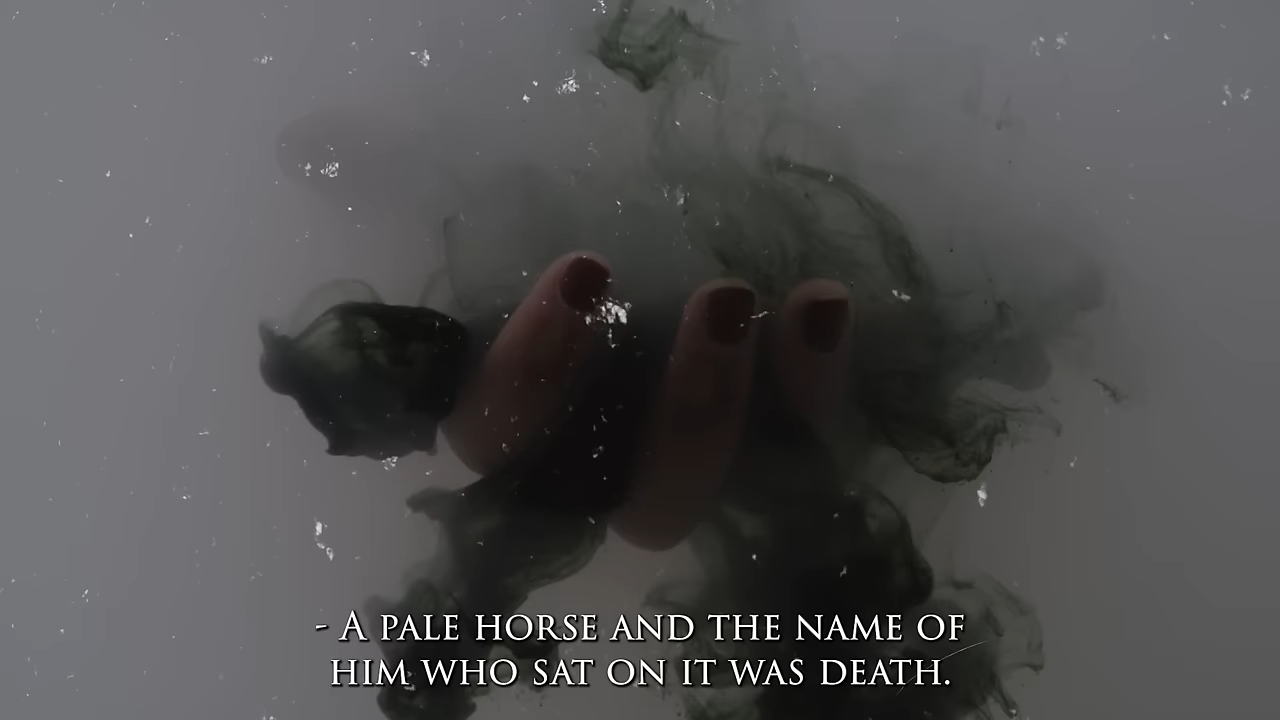 - A PALE HORSE AND THE NAME OF
HIM WHO SAT ON IT WAS DEATH.